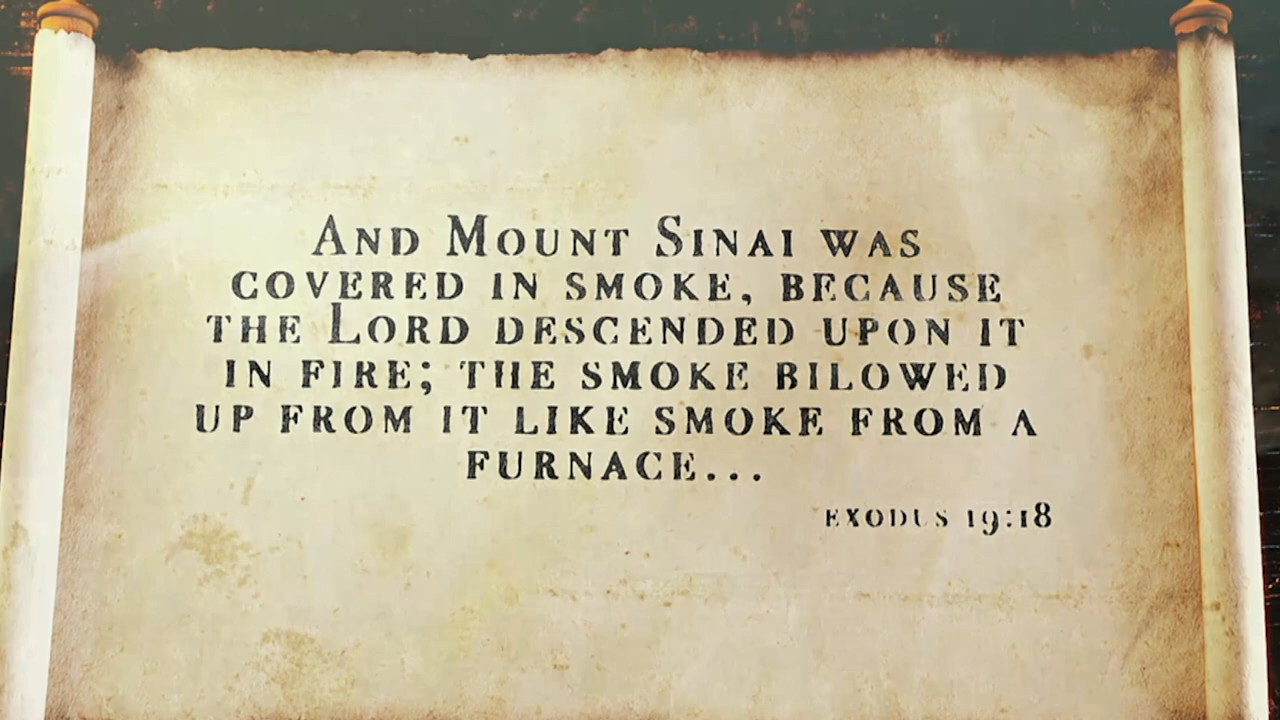 And Mount Sinai was
covered in smoke, because
the Lord descended upon it
in fire; the smoke bilowed
up from it like smoke from a
furnace...
Exodus 19:18